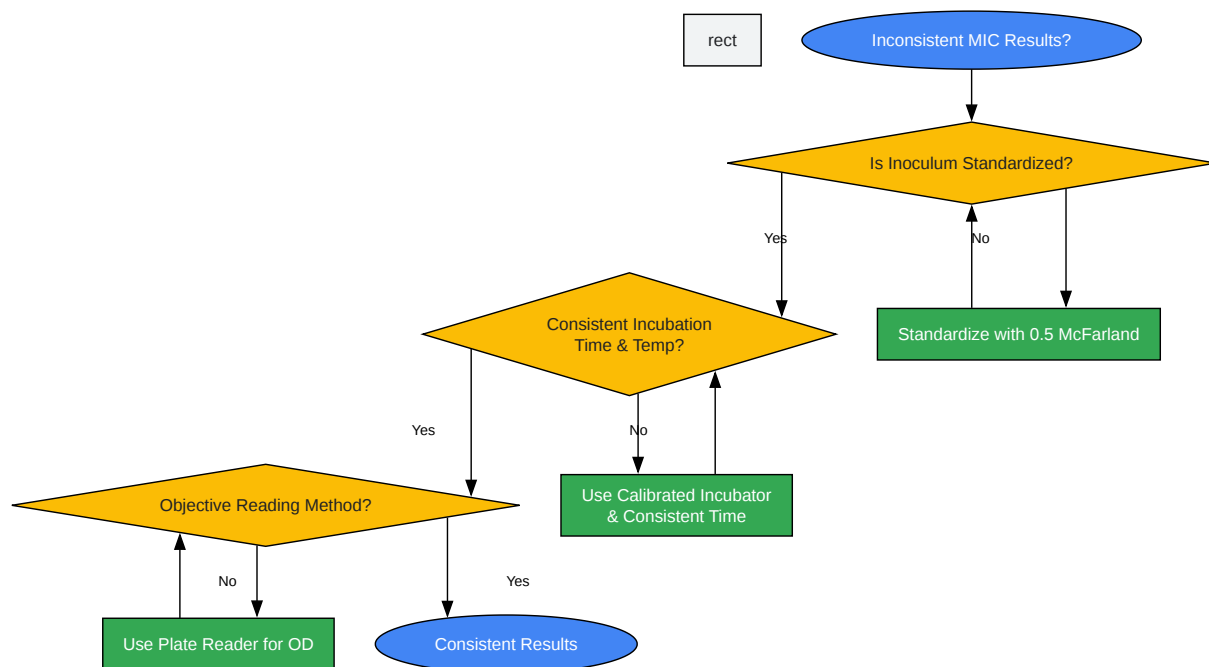 rect
Inconsistent MIC Results?
Is Inoculum Standardized?
Yes
No
Standardize with 0.5 McFarland
Consistent Incubation
Time & Temp?
Yes
No
Use Calibrated Incubator
& Consistent Time
Objective Reading Method?
No
Yes
Use Plate Reader for OD
Consistent Results